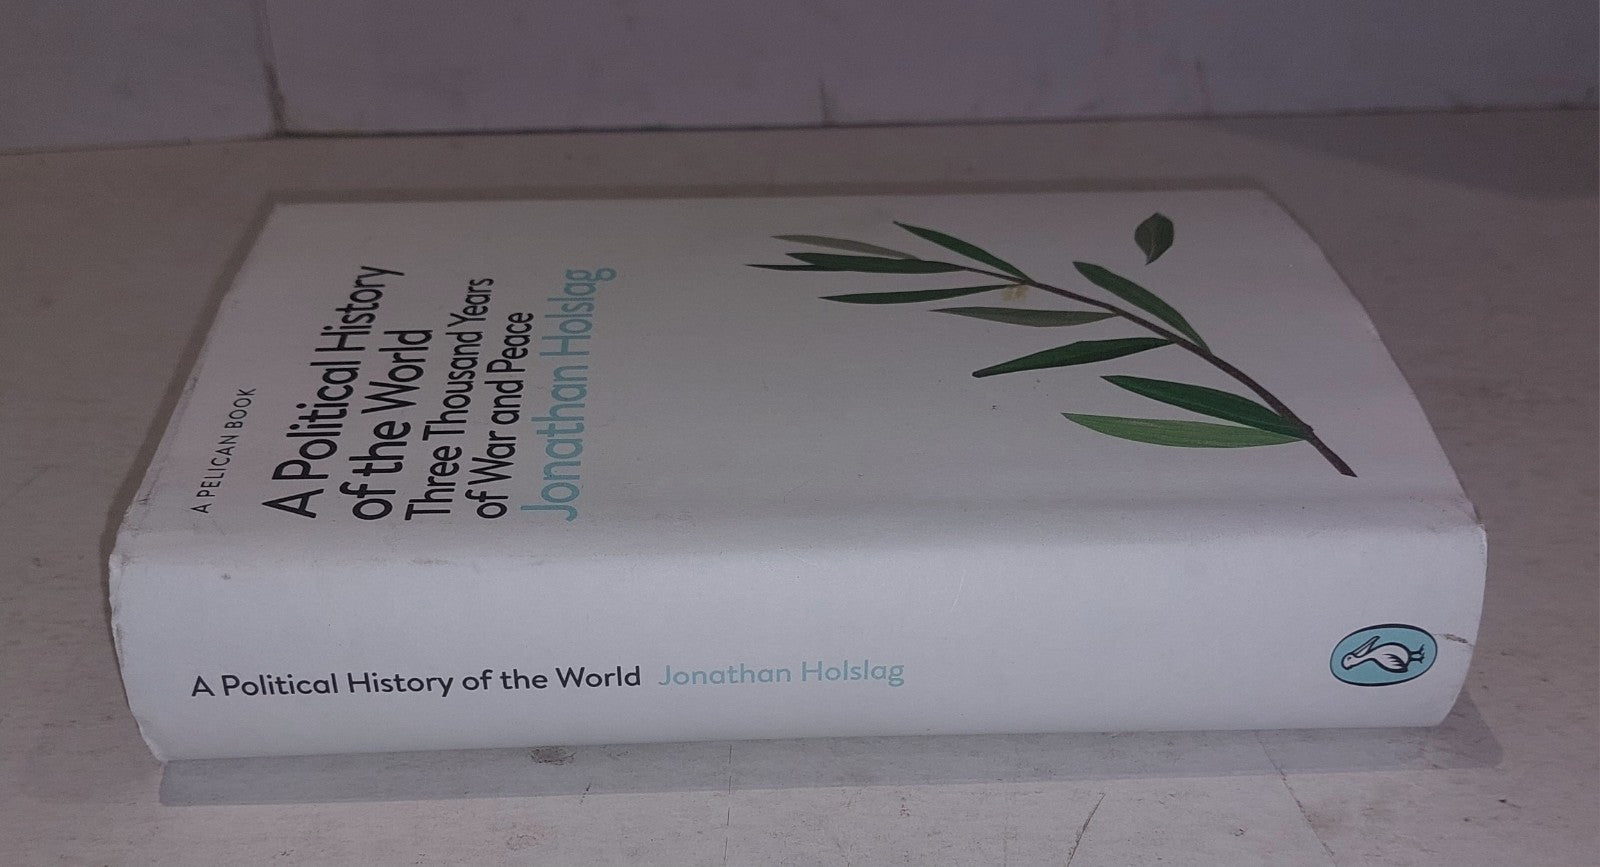 A PELICAN BOOK
A Political History
of the World
Three Thousand Years
of War and Peace
Jonathan Holslag
A Political History of the World Jonathan Holslag